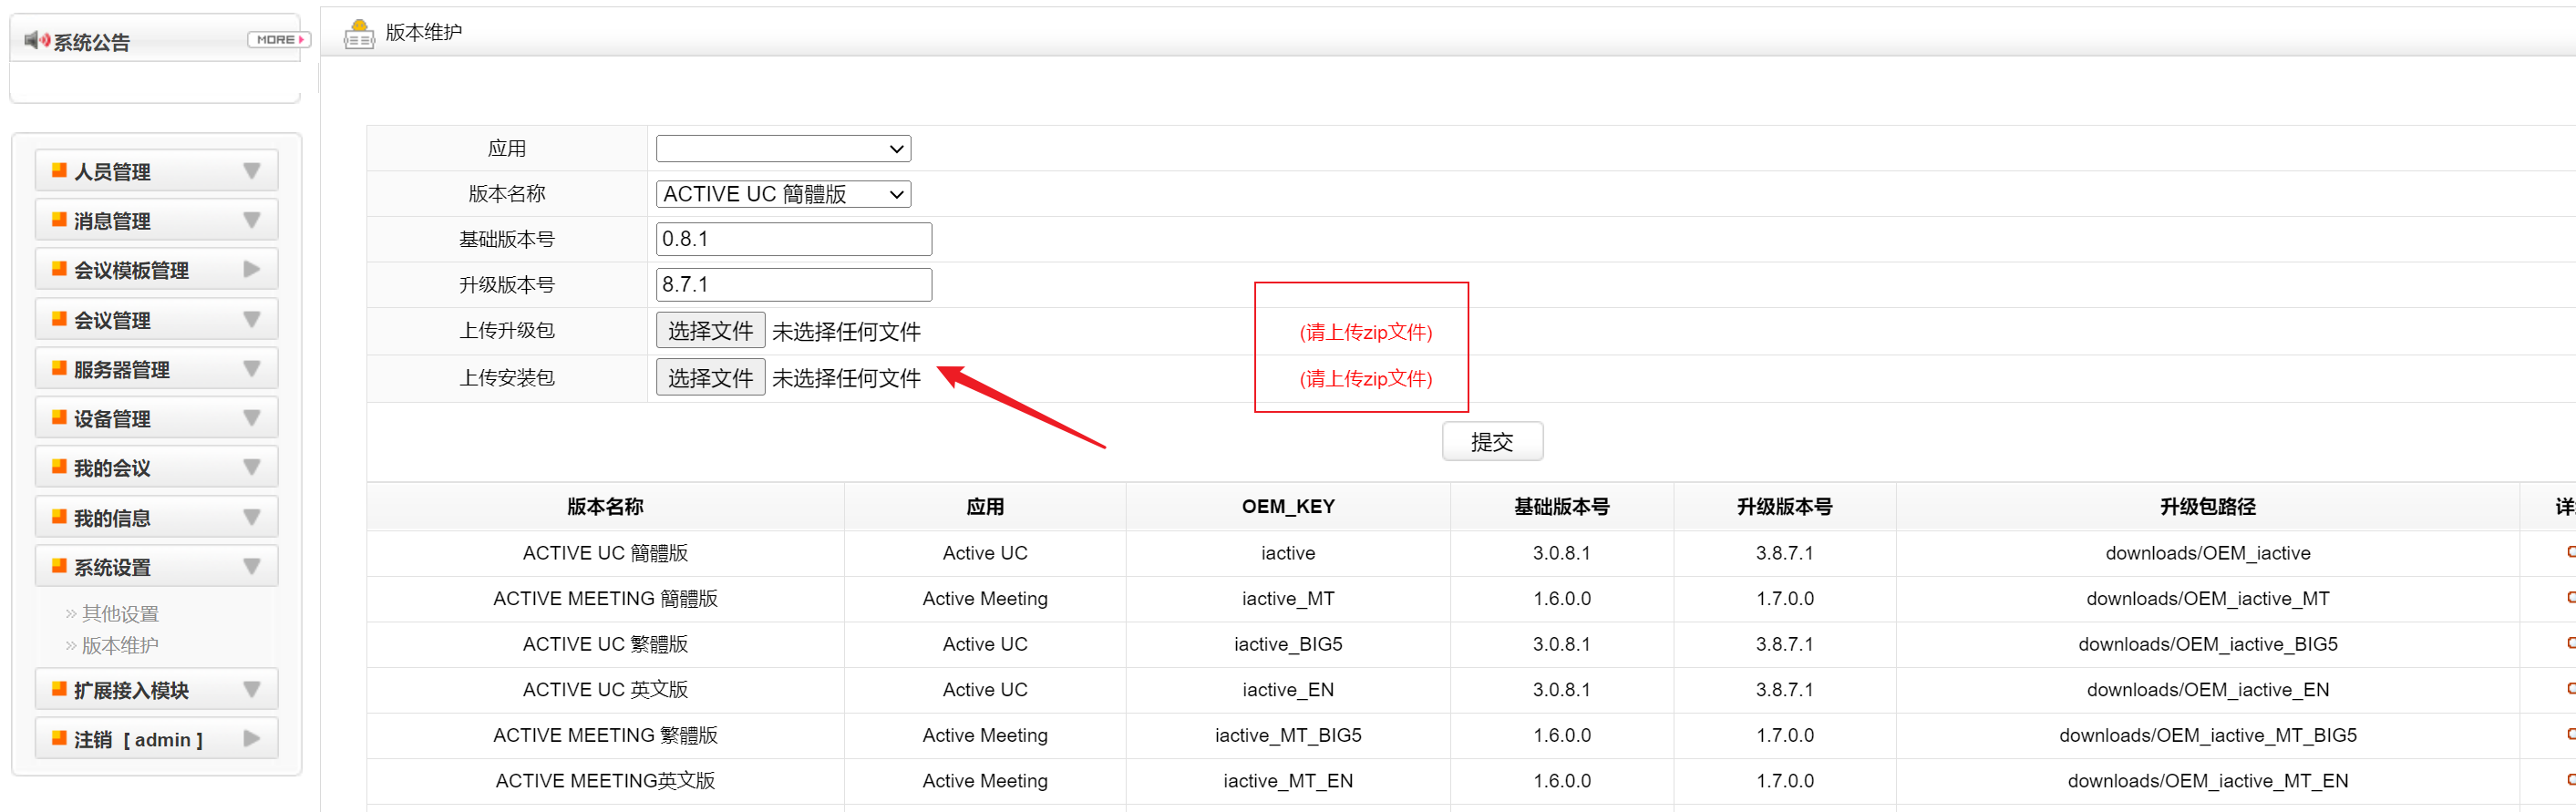 系统公告
MORE
版本维护
人员管理
消息管理
会议模板管理
会议管理
服务器管理
设备管理
我的会议
我的信息
系统设置
» 其他设置
» 版本维护
扩展接入模块
注销 [ admin ]
应用
版本名称 ACTIVE UC 簡體版
基础版本号 0.8.1
升级版本号 8.7.1
上传升级包 选择文件 未选择任何文件 (请上传zip文件)
上传安装包 选择文件 未选择任何文件 (请上传zip文件)
提交
版本名称 应用 OEM_KEY 基础版本号 升级版本号 升级包路径
ACTIVE UC 簡體版 Active UC iactive 3.0.8.1 3.8.7.1 downloads/OEM_iactive
ACTIVE MEETING 簡體版 Active Meeting iactive_MT 1.6.0.0 1.7.0.0 downloads/OEM_iactive_MT
ACTIVE UC 繁體版 Active UC iactive_BIG5 3.0.8.1 3.8.7.1 downloads/OEM_iactive_BIG5
ACTIVE UC 英文版 Active UC iactive_EN 3.0.8.1 3.8.7.1 downloads/OEM_iactive_EN
ACTIVE MEETING 繁體版 Active Meeting iactive_MT_BIG5 1.6.0.0 1.7.0.0 downloads/OEM_iactive_MT_BIG5
ACTIVE MEETING英文版 Active Meeting iactive_MT_EN 1.6.0.0 1.7.0.0 downloads/OEM_iactive_MT_EN